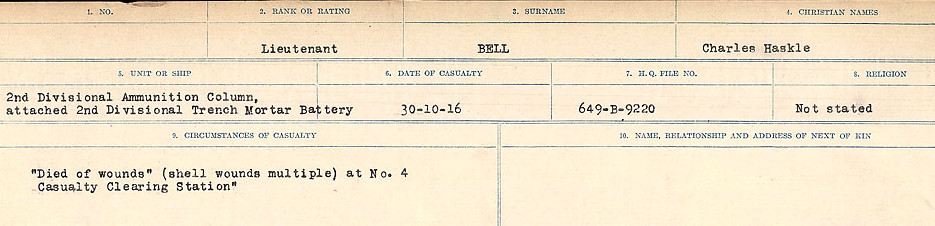 1. NO.
2. RANK OR RATING
3. SURNAME
4. CHRISTIAN NAMES
Lieutenant
BELL
Charles Haskle
5. UNIT OR SHIP
6. DATE OF CASUALTY
7. H.Q. FILE NO.
8. RELIGION
2nd Divisional Ammunition Column,
attached 2nd Divisional Trench Mortar Battery
30-10-16
649-B-9220
Not stated
9. CIRCUMSTANCES OF CASUALTY
10. NAME, RELATIONSHIP AND ADDRESS OF NEXT OF KIN
"Died of wounds" (shell wounds multiple) at No. 4
Casualty Clearing Station"